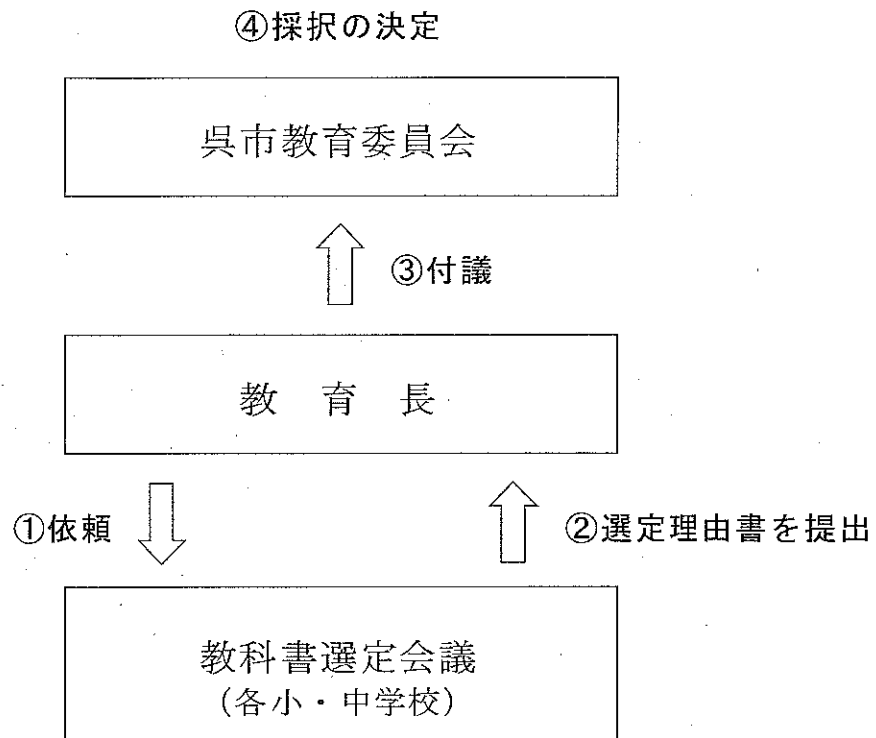 ④採択の決定
呉市教育委員会
③付議
教 育 長
①依頼
②選定理由書を提出
教科書選定会議
(各小・中学校)